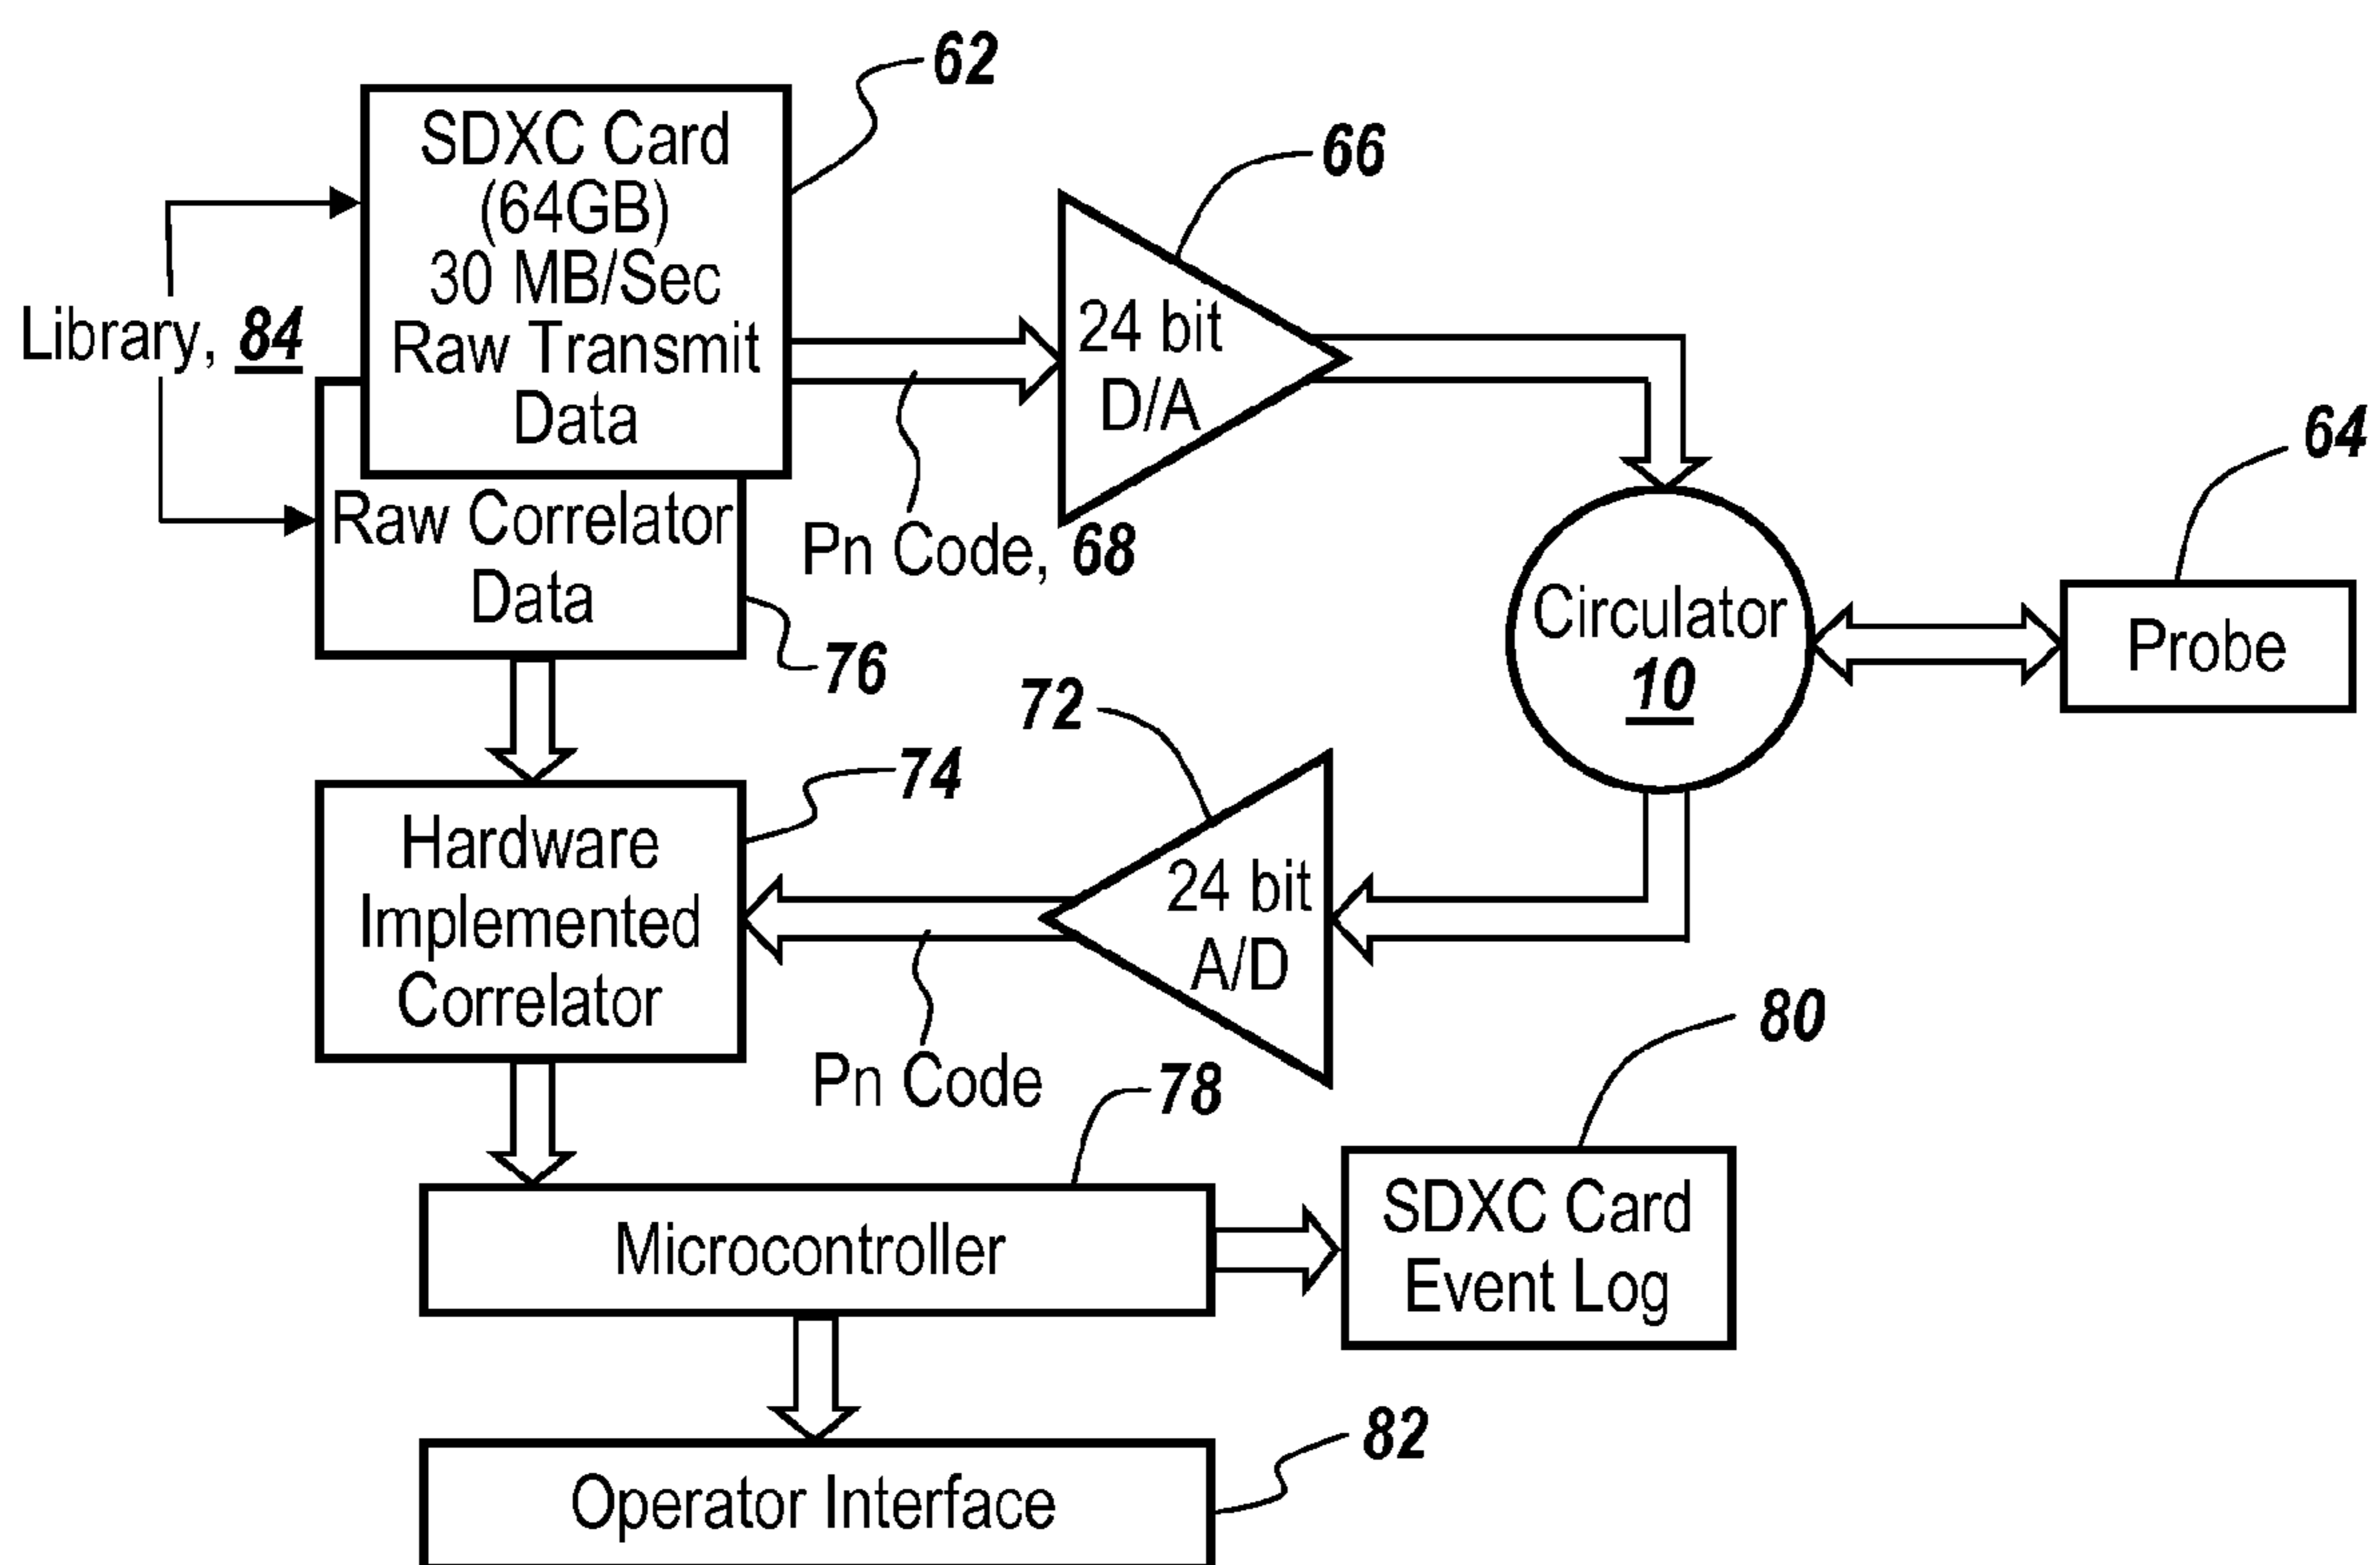 62
SDXC Card
(64GB)
30 MB/Sec
Raw Transmit
Data
66
24 bit
D/A
Library, 84
64
Raw Correlator
Data
Pn Code, 68
76
Circulator
10
Probe
72
74
Hardware
Implemented
Correlator
24 bit
A/D
Pn Code
78
80
Microcontroller
SDXC Card
Event Log
82
Operator Interface